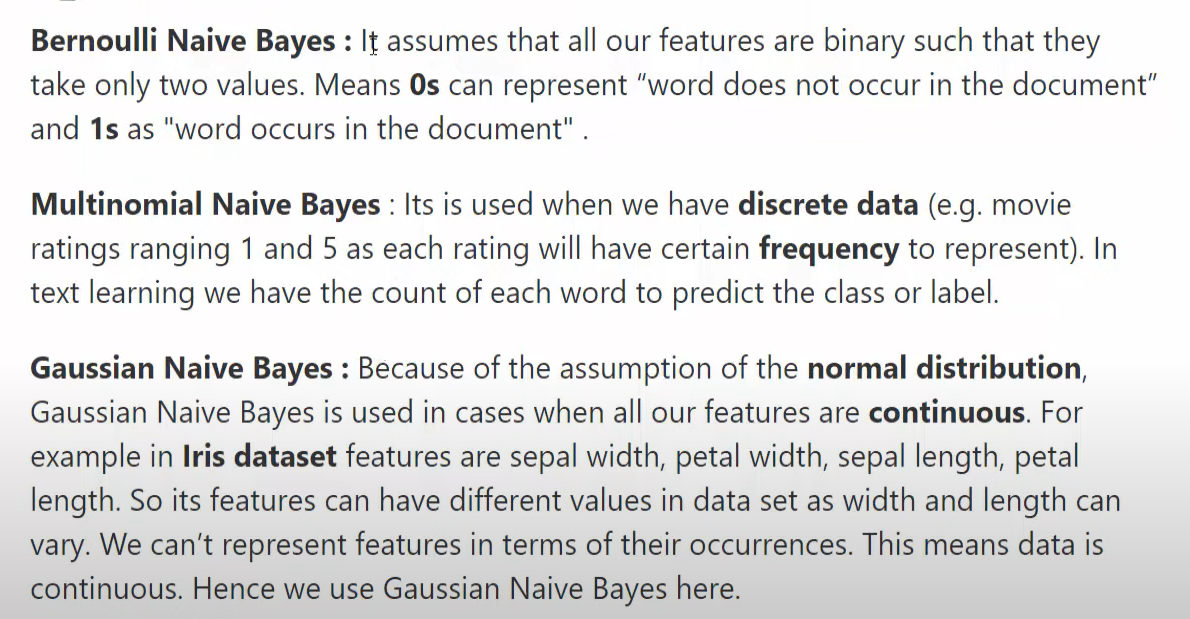 Bernoulli Naive Bayes : It assumes that all our features are binary such that they
take only two values. Means 0s can represent “word does not occur in the document”
and 1s as "word occurs in the document" .
Multinomial Naive Bayes : Its is used when we have discrete data (e.g. movie
ratings ranging 1 and 5 as each rating will have certain frequency to represent). In
text learning we have the count of each word to predict the class or label.
Gaussian Naive Bayes : Because of the assumption of the normal distribution,
Gaussian Naive Bayes is used in cases when all our features are continuous. For
example in Iris dataset features are sepal width, petal width, sepal length, petal
length. So its features can have different values in data set as width and length can
vary. We can’t represent features in terms of their occurrences. This means data is
continuous. Hence we use Gaussian Naive Bayes here.